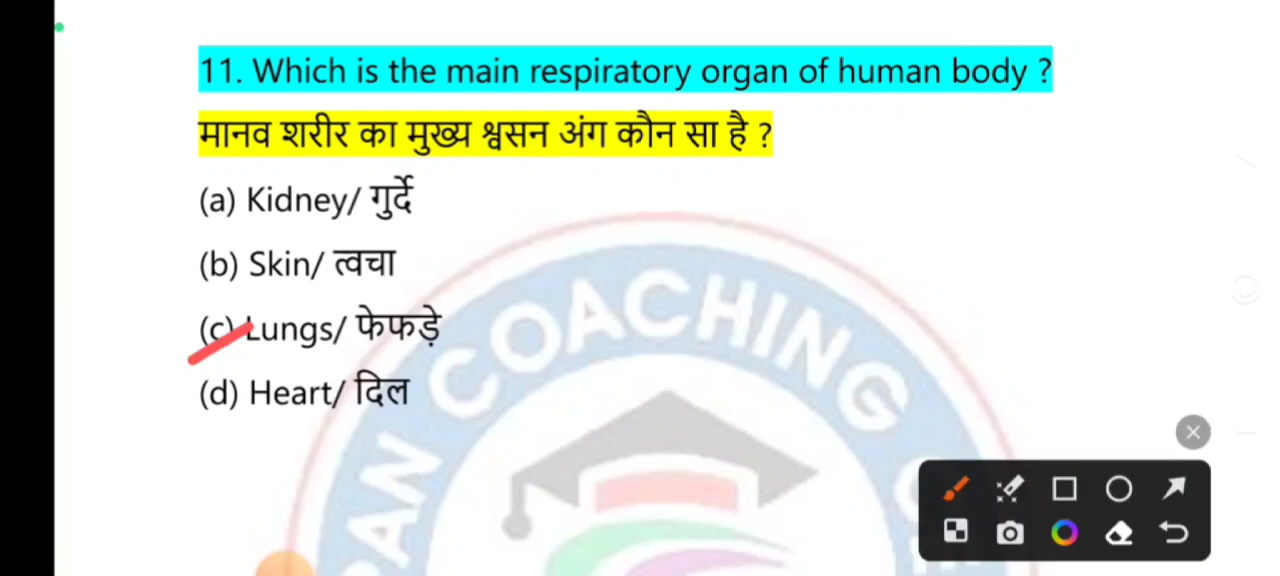 11. Which is the main respiratory organ of human body ?
मानव शरीर का मुख्य श्वसन अंग कौन सा है ?
(a) Kidney/ गुर्दे
(b) Skin/ त्वचा
(c) Lungs/ फेफड़े
(d) Heart/ दिल
COACHING